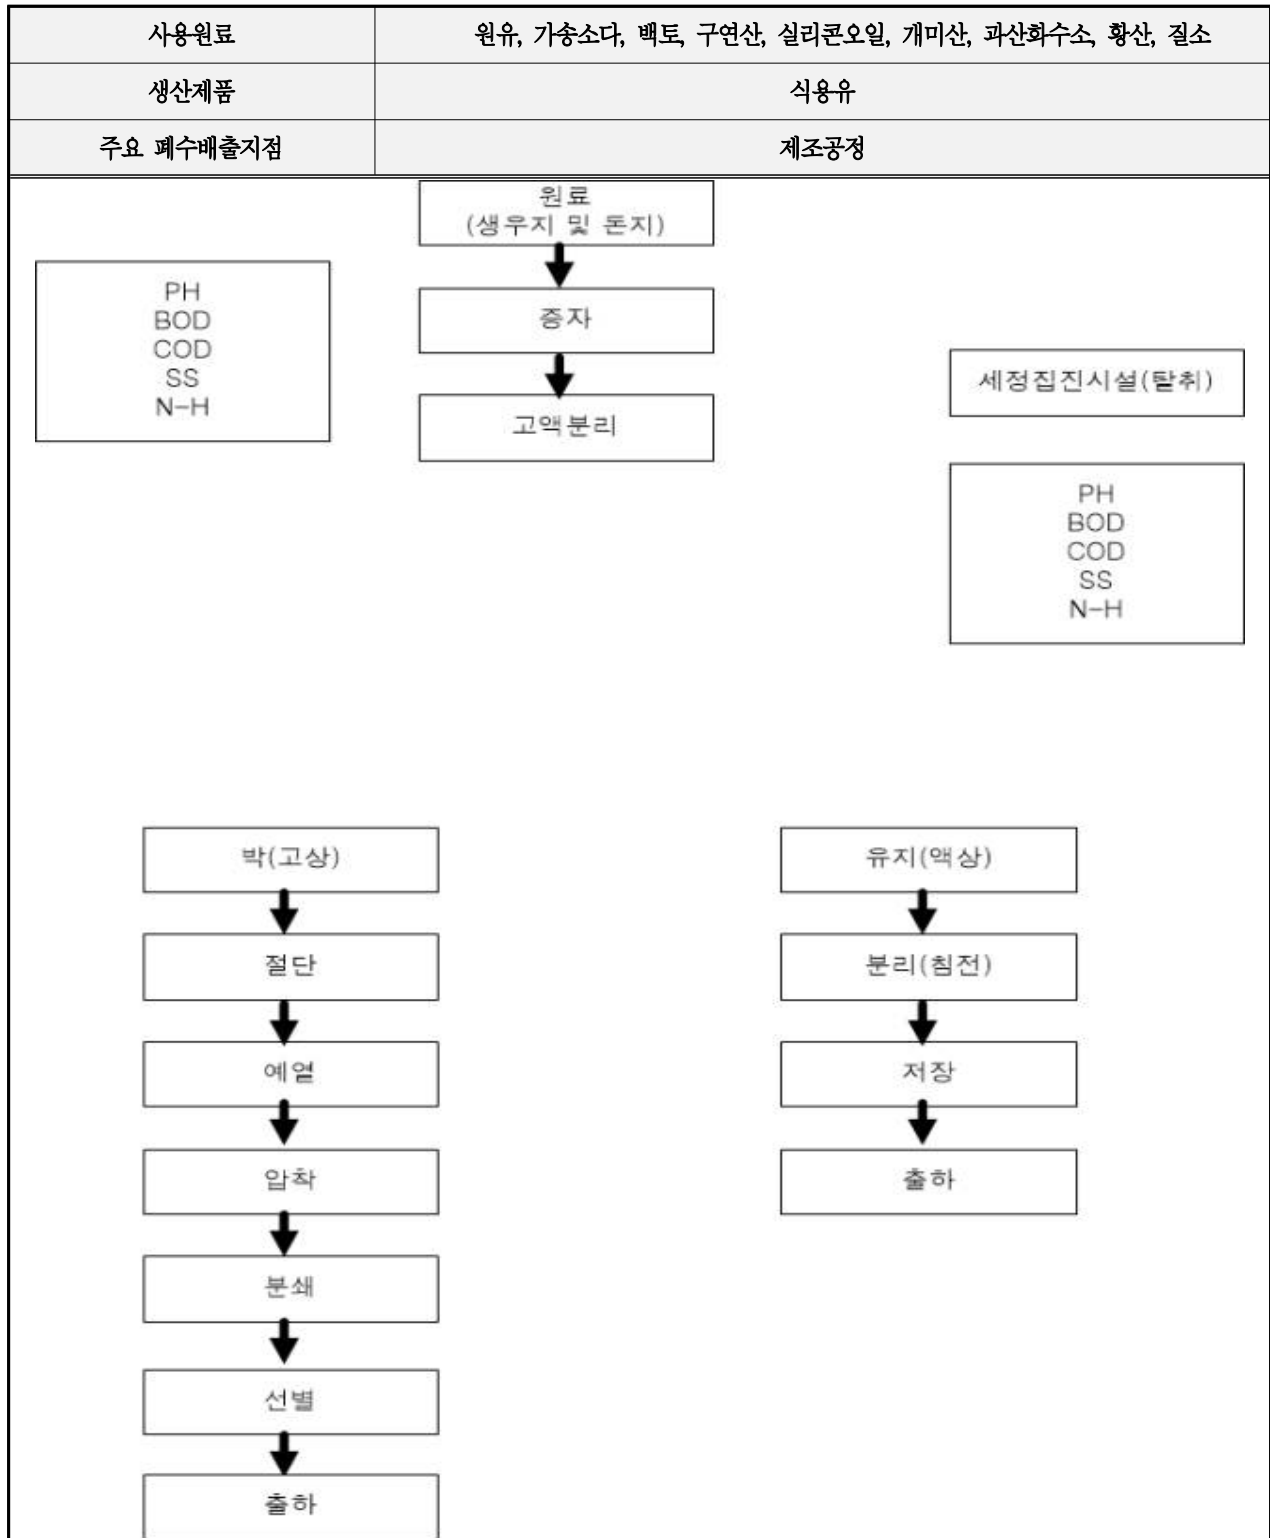 사용원료 원유, 가송소다, 백토, 구연산, 실리콘오일, 개미산, 과산화수소, 황산, 질소
생산제품 식용유
주요 폐수배출지점 제조공정
원료
(생우지 및 돈지)
증자
고액분리
PH
BOD
COD
SS
N-H
세정집진시설(탈취)
PH
BOD
COD
SS
N-H
박(고상)
절단
예열
압착
분쇄
선별
출하
유지(액상)
분리(침전)
저장
출하